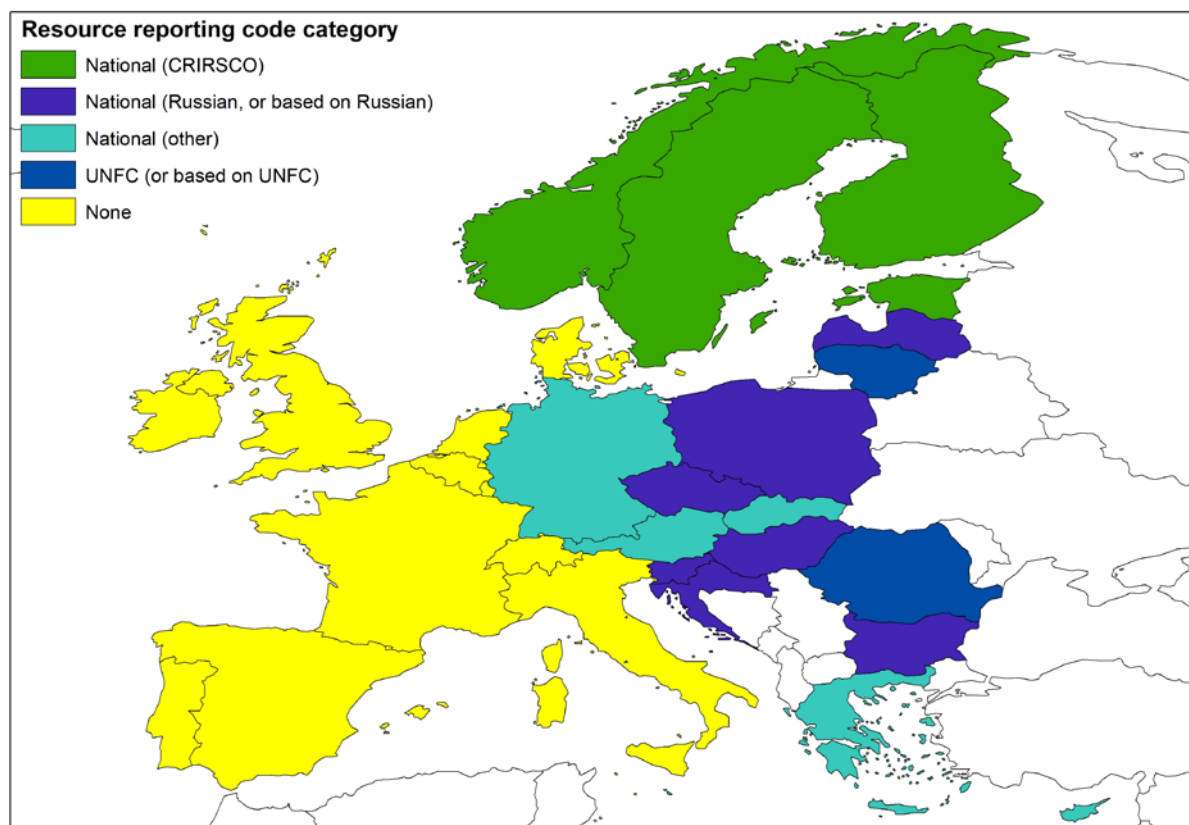 Resource reporting code category
National (CRIRSCO)
National (Russian, or based on Russian)
National (other)
UNFC (or based on UNFC)
None